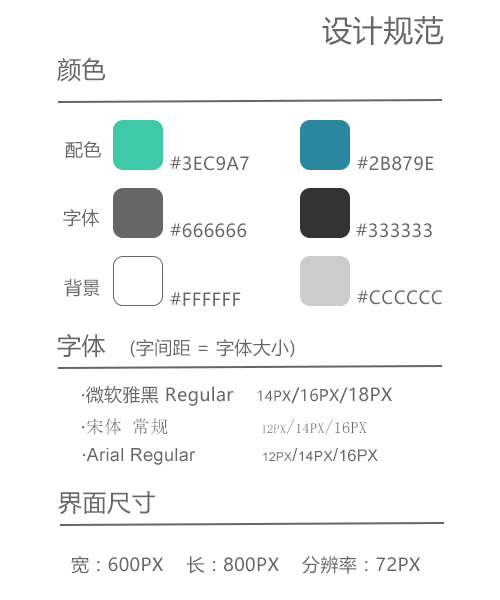 设计规范
颜色
配色 #3EC9A7 #2B879E
字体 #666666 #333333
背景 #FFFFFF #CCCCCC
字体 (字间距 = 字体大小)
·微软雅黑 Regular 14PX/16PX/18PX
·宋体 常规 12PX/14PX/16PX
·Arial Regular 12PX/14PX/16PX
界面尺寸
宽：600PX 长：800PX 分辨率：72PX